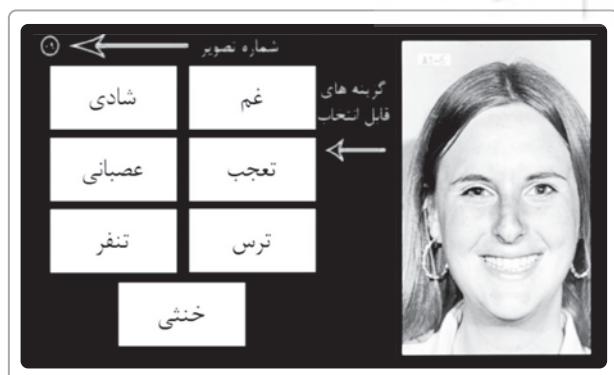 شماره تصویر ۰۹
گزینه های
قابل انتخاب
غم شادی
تعجب عصبانی
ترس تنفر
خنثی